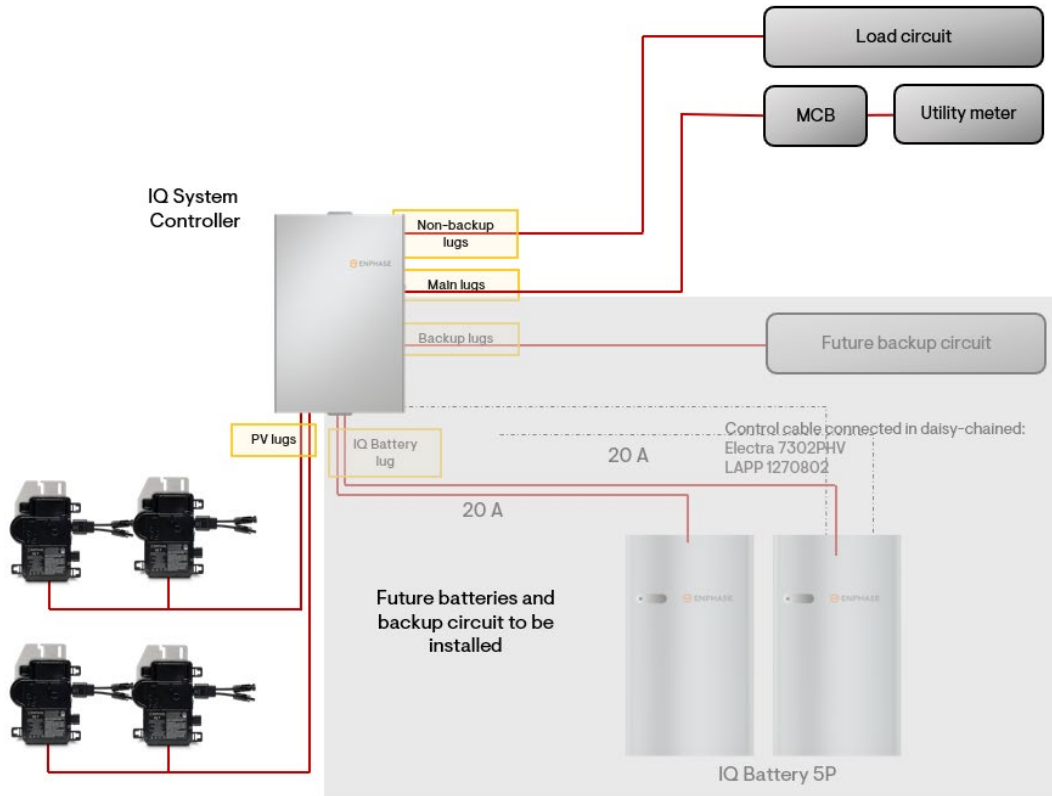 Load circuit
MCB
Utility meter
IQ System
Controller
Non-backup
lugs
ENPHASE
Main lugs
Backup lugs
Future backup circuit
PV lugs
IQ Battery
lug
Control cable connected in daisy-chained:
Electra 7302PHV
LAPP 1270802
20 A
20 A
Future batteries and
backup circuit to be
installed
ENPHASE
ENPHASE
IQ Battery 5P